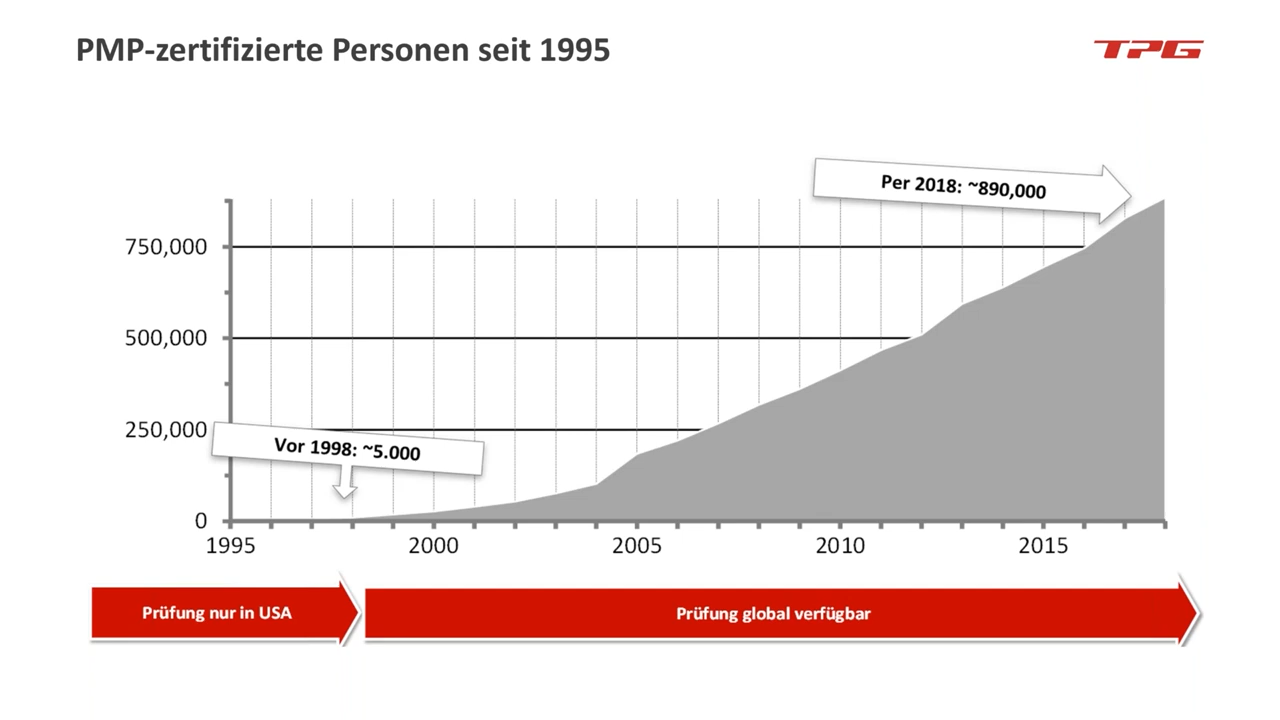 PMP-zertifizierte Personen seit 1995
TPG
Per 2018: ~890,000
750,000
500,000
250,000
Vor 1998: ~5.000
0
1995 2000 2005 2010 2015
Prüfung nur in USA
Prüfung global verfügbar